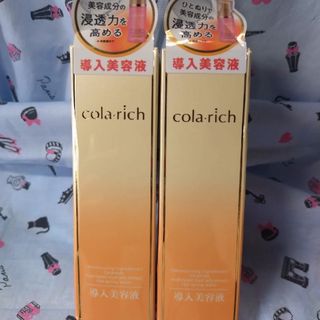 美容成分の
浸透力を
高める
導入美容液
cola・rich
導入美容液
ひとぬりで
美容成分の
浸透力を
高める
導入美容液
cola・rich
導入美容液
Paris